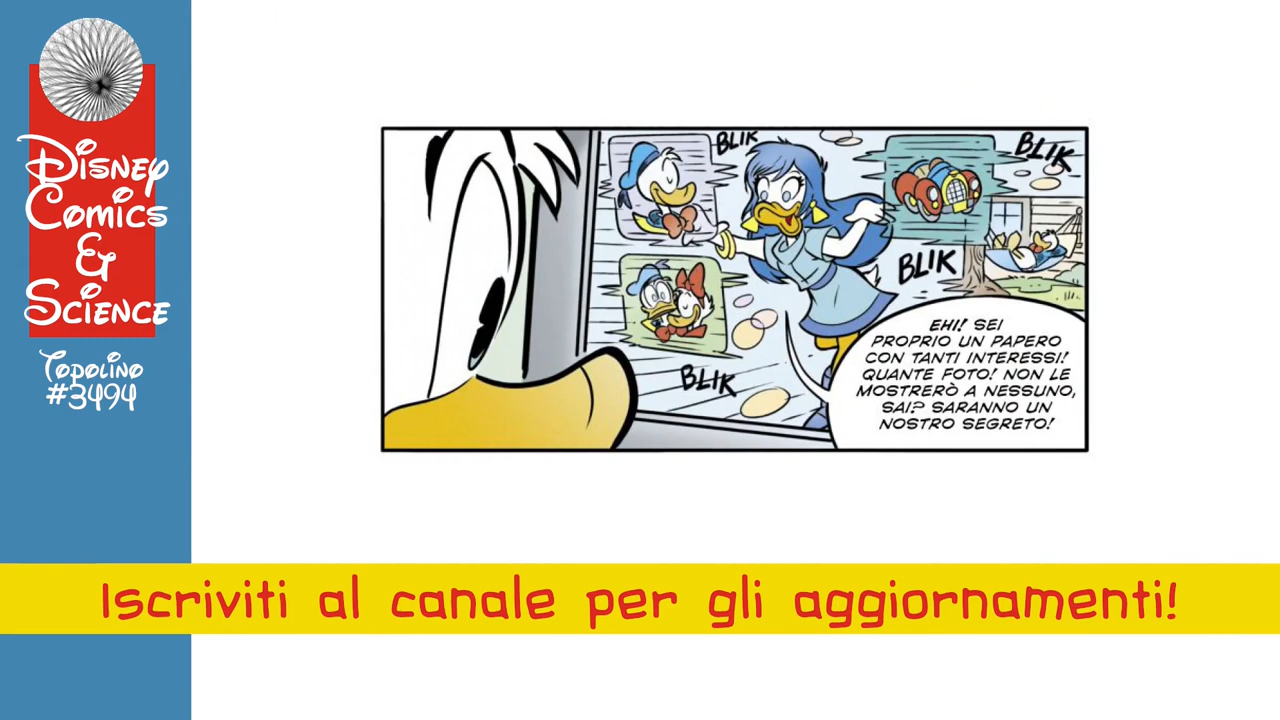 Disney
Comics
&
Science
Topolino
#3494
BLIK
BLIK
BLIK
BLIK
EHI! SEI
PROPRIO UN PAPERO
CON TANTI INTERESSI!
QUANTE FOTO! NON LE
MOSTRERÒ A NESSUNO,
SAI? SARANNO UN
NOSTRO SEGRETO!
Iscriviti al canale per gli aggiornamenti!